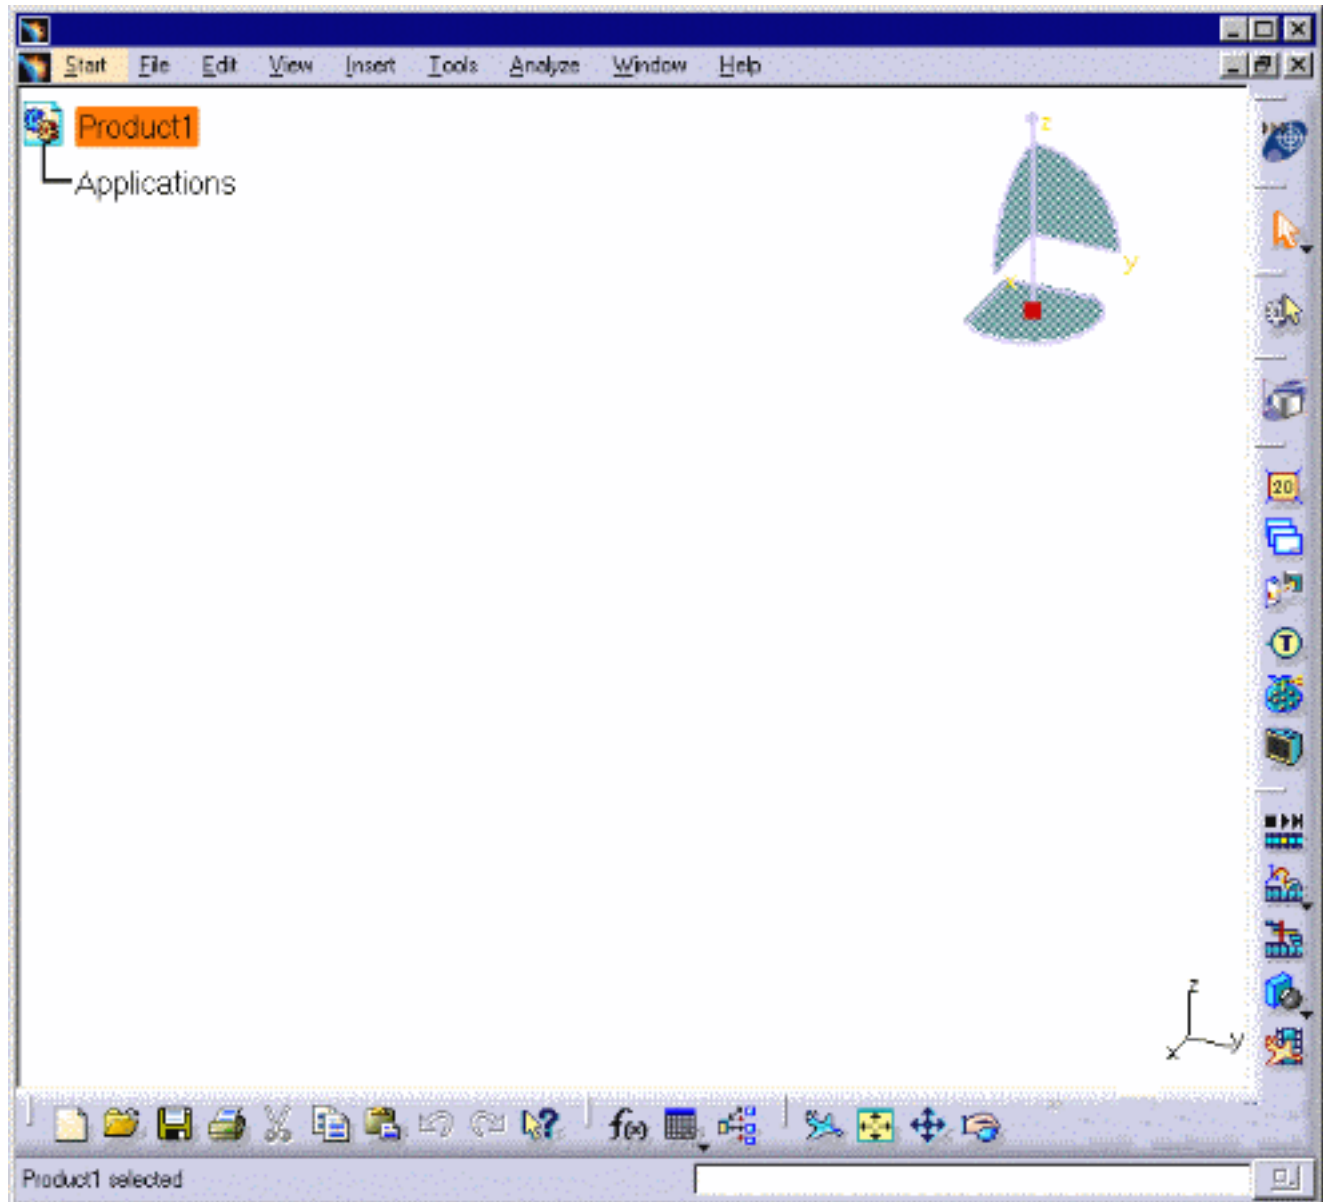 Start File Edit View Insert Tools Analyze Window Help
Product1
Applications
z
y
x
20
T
z
y
x
f(x)
?
Product1 selected